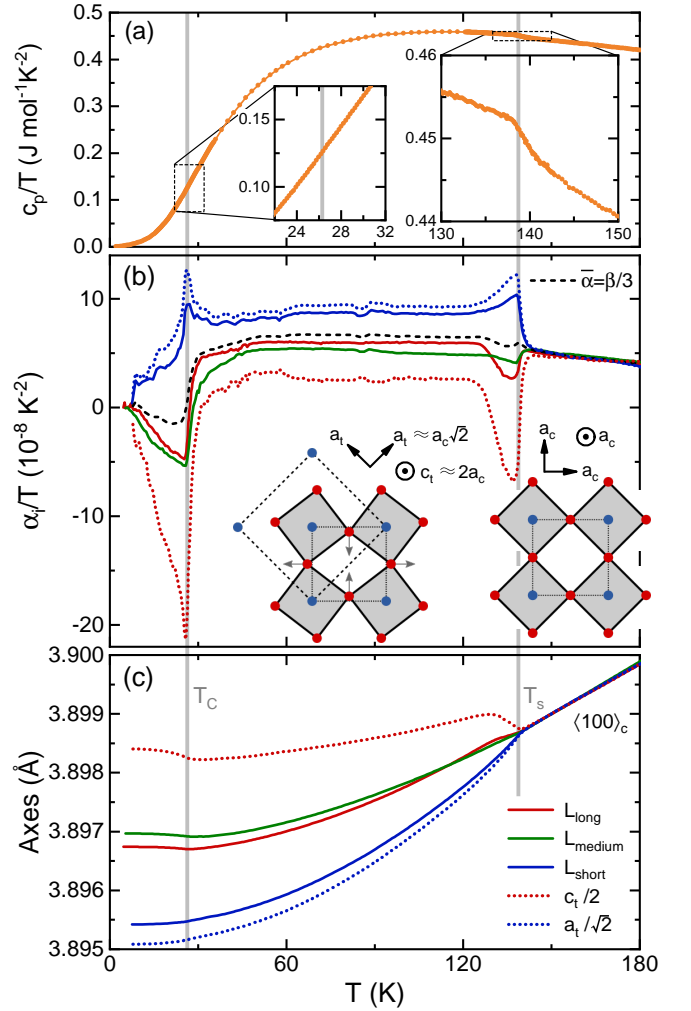 (a)
c_p/T (J mol⁻¹K⁻²)
0.5
0.4
0.3
0.2
0.1
0.0
0.15
0.10
24 28 32
0.462
0.45
0.44
130 140 150
(b)
ᾱ=β/3
α_i/T (10⁻⁸ K⁻²)
10
0
-10
-20
a_t
a_t ≈ a_c√2
c_t ≈ 2a_c
a_c
a_c
a_c
(c)
T_C
T_s
⟨100⟩_c
Axes (Å)
3.900
3.899
3.898
3.897
3.896
3.895
L_long
L_medium
L_short
c_t /2
a_t /√2
0 60 120 180
T (K)